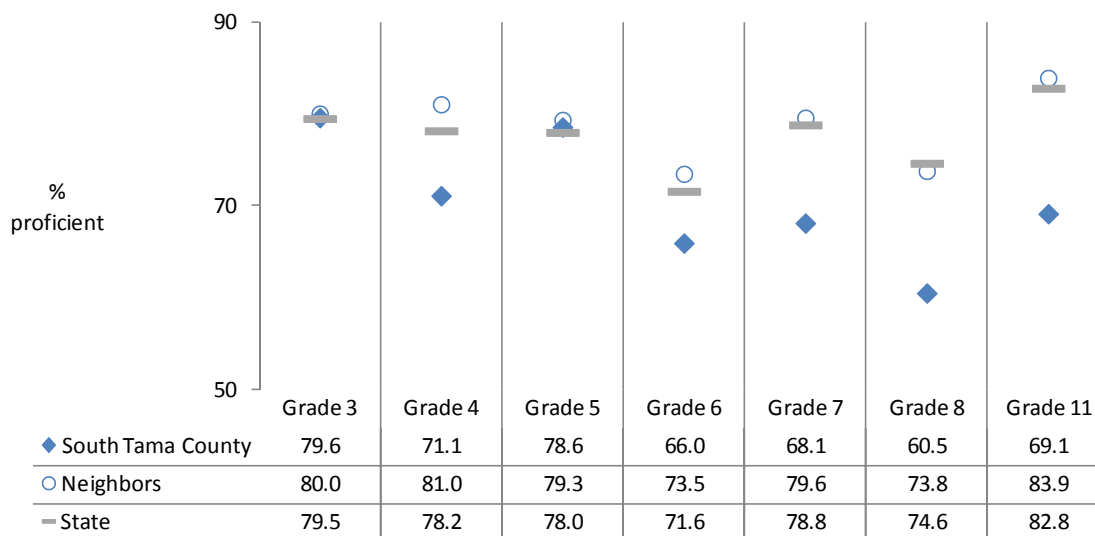 90
%
proficient
70
50
Grade 3 Grade 4 Grade 5 Grade 6 Grade 7 Grade 8 Grade 11
South Tama County 79.6 71.1 78.6 66.0 68.1 60.5 69.1
Neighbors 80.0 81.0 79.3 73.5 79.6 73.8 83.9
State 79.5 78.2 78.0 71.6 78.8 74.6 82.8